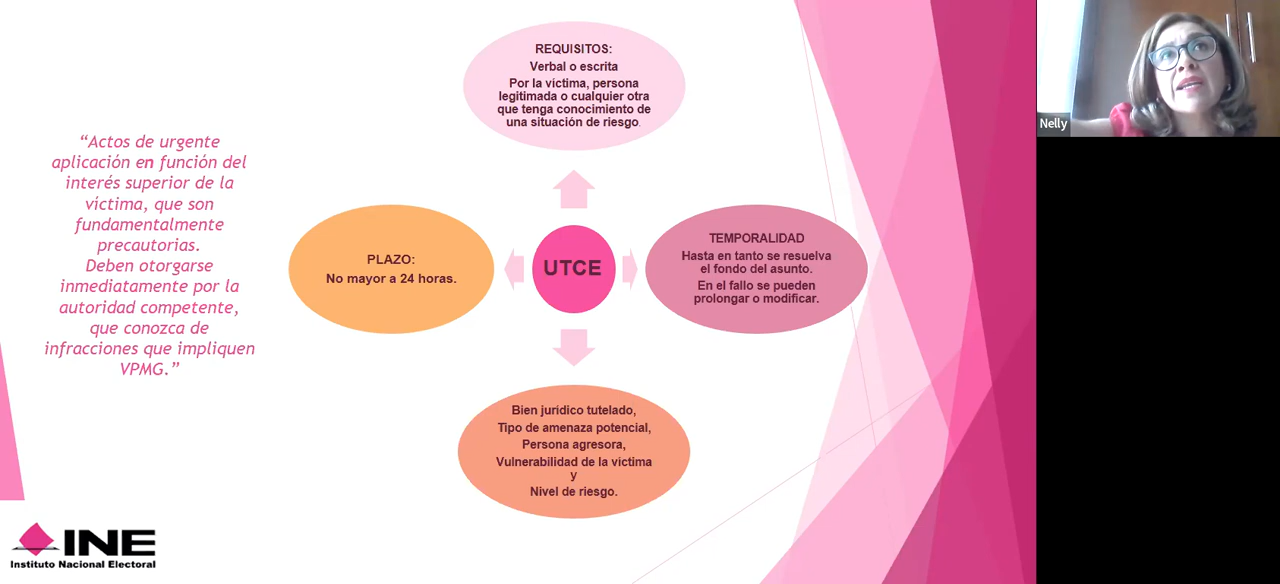 “Actos de urgente
aplicación en función del
interés superior de la
víctima, que son
fundamentalmente
precautorias.
Deben otorgarse
inmediatamente por la
autoridad competente,
que conozca de
infracciones que impliquen
VPMG.”
REQUISITOS:
Verbal o escrita
Por la víctima, persona
legitimada o cualquier otra
que tenga conocimiento de
una situación de riesgo.
PLAZO:
No mayor a 24 horas.
UTCE
TEMPORALIDAD
Hasta en tanto se resuelva
el fondo del asunto.
En el fallo se pueden
prolongar o modificar.
Bien jurídico tutelado,
Tipo de amenaza potencial,
Persona agresora,
Vulnerabilidad de la víctima
y
Nivel de riesgo.
INE
Instituto Nacional Electoral
Nelly